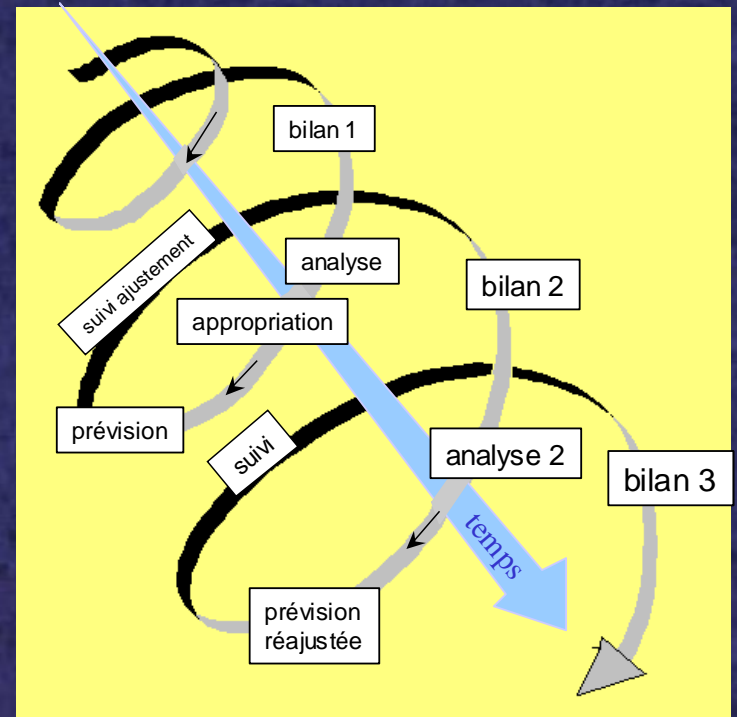 bilan 1
analyse
suivi ajustement
appropriation
bilan 2
prévision
suivi
analyse 2
bilan 3
temps
prévision
réajustée